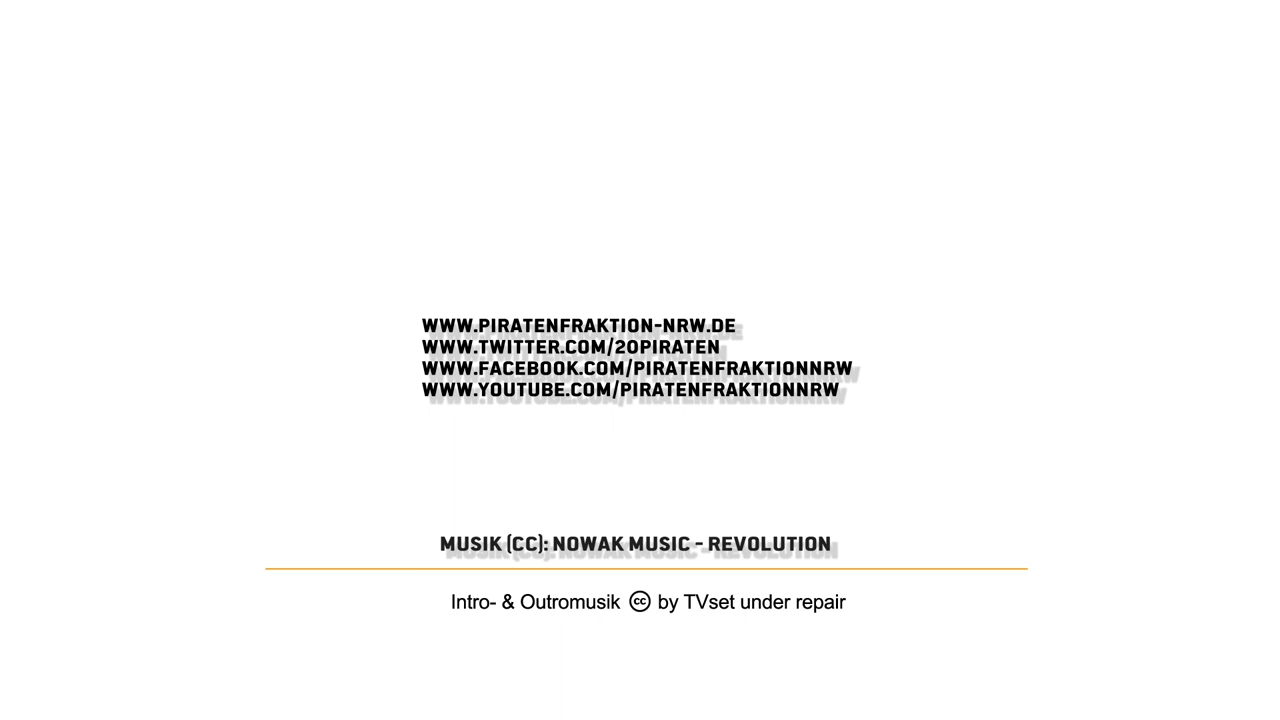 WWW.PIRATENFRAKTION-NRW.DE
WWW.TWITTER.COM/20PIRATEN
WWW.FACEBOOK.COM/PIRATENFRAKTIONNRW
WWW.YOUTUBE.COM/PIRATENFRAKTIONNRW
MUSIK (CC): NOWAK MUSIC - REVOLUTION
Intro- & Outromusik cc by TVset under repair